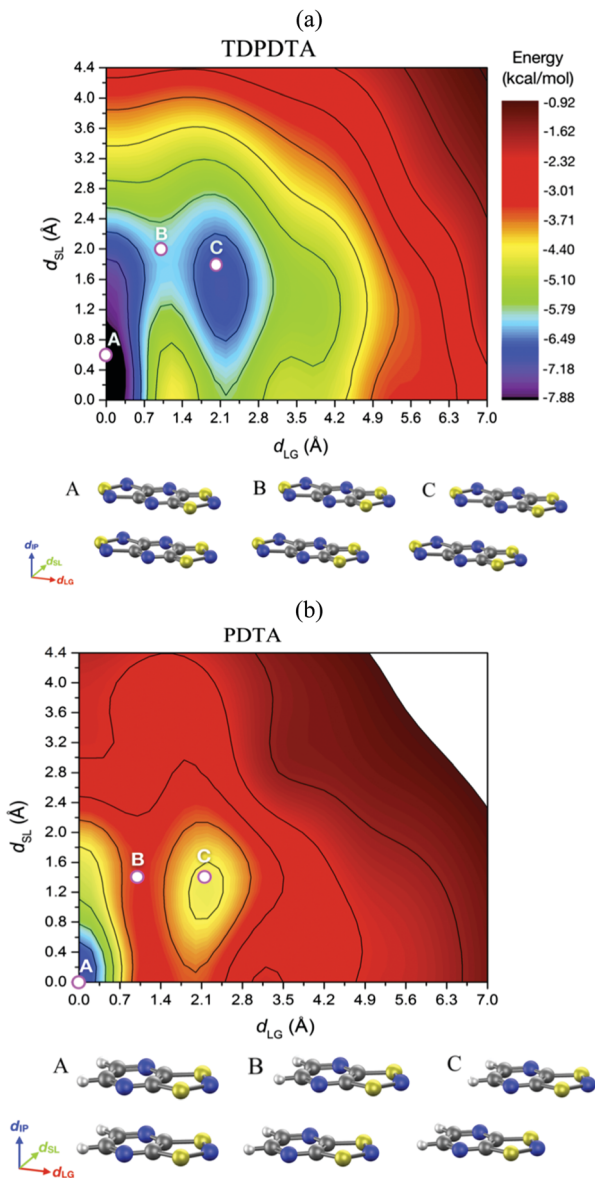 (a)
TDPDTA
Energy
(kcal/mol)
4.4
4.0
3.6
3.2
2.8
2.4
2.0
1.6
1.2
0.8
0.4
0.0
dSL (Å)
A
B
C
0.0 0.7 1.4 2.1 2.8 3.5 4.2 4.9 5.6 6.3 7.0
dLG (Å)
-0.92
-1.62
-2.32
-3.01
-3.71
-4.40
-5.10
-5.79
-6.49
-7.18
-7.88
A B C
dIP
dSL
dLG
(b)
PDTA
4.4
4.0
3.6
3.2
2.8
2.4
2.0
1.6
1.2
0.8
0.4
0.0
dSL (Å)
A
B
C
0.0 0.7 1.4 2.1 2.8 3.5 4.2 4.9 5.6 6.3 7.0
dLG (Å)
A B C
dIP
dSL
dLG